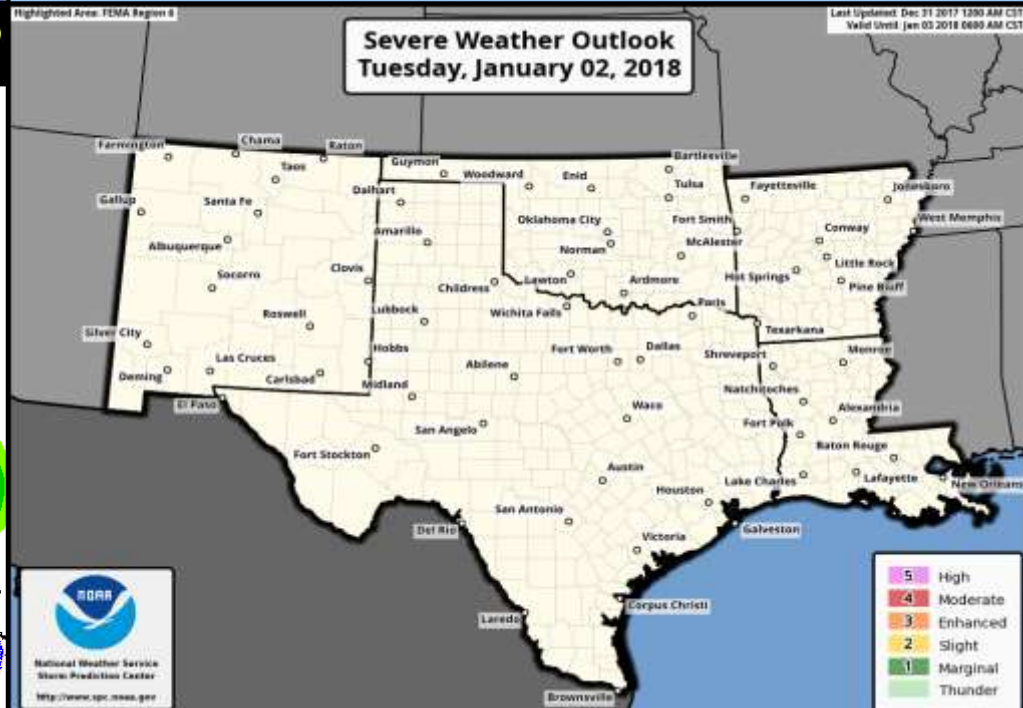 Highlighted Area: FEMA Region 6
Last Updated: Dec 31 2017 1200 AM CST
Valid Until: Jan 03 2018 0600 AM CST
Severe Weather Outlook
Tuesday, January 02, 2018
Farmington
Chama
Raton
Taos
Gallup
Santa Fe
Albuquerque
Socorro
Clovis
Roswell
Silver City
Las Cruces
Hobbs
Deming
Carlsbad
Guymon
Woodward
Enid
Bartlesville
Tulsa
Dalhart
Oklahoma City
Fort Smith
Amarillo
Norman
McAlester
Childress
Lawton
Ardmore
Fayetteville
Jonesboro
West Memphis
Conway
Little Rock
Hot Springs
Pine Bluff
Texarkana
Lubbock
Wichita Falls
Paris
Fort Worth
Dallas
Abilene
Midland
El Paso
Waco
San Angelo
Fort Stockton
Austin
Houston
San Antonio
Del Rio
Galveston
Victoria
Corpus Christi
Laredo
Brownsville
Shreveport
Monroe
Natchitoches
Alexandria
Fort Polk
Baton Rouge
Lake Charles
Lafayette
New Orleans
NOAA
National Weather Service
Storm Prediction Center
http://www.spc.noaa.gov
5 High
4 Moderate
3 Enhanced
2 Slight
1 Marginal
Thunder